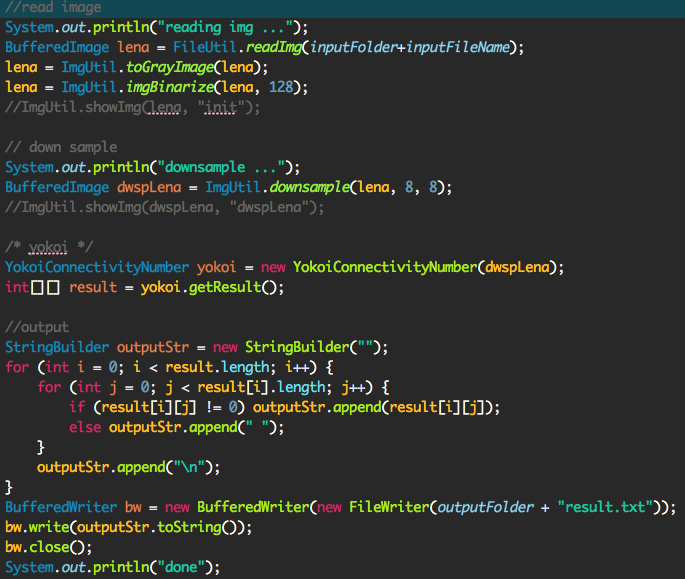 //read image
System.out.println("reading img ...");
BufferedImage lena = FileUtil.readImg(inputFolder+inputFileName);
lena = ImgUtil.toGrayImage(lena);
lena = ImgUtil.imgBinarize(lena, 128);
//ImgUtil.showImg(lena, "init");
// down sample
System.out.println("downsample ...");
BufferedImage dwspLena = ImgUtil.downsample(lena, 8, 8);
//ImgUtil.showImg(dwspLena, "dwspLena");
/* yokoi */
YokoiConnectivityNumber yokoi = new YokoiConnectivityNumber(dwspLena);
int[][] result = yokoi.getResult();
//output
StringBuilder outputStr = new StringBuilder("");
for (int i = 0; i < result.length; i++) {
    for (int j = 0; j < result[i].length; j++) {
        if (result[i][j] != 0) outputStr.append(result[i][j]);
        else outputStr.append(" ");
    }
    outputStr.append("\n");
}
BufferedWriter bw = new BufferedWriter(new FileWriter(outputFolder + "result.txt"));
bw.write(outputStr.toString());
bw.close();
System.out.println("done");